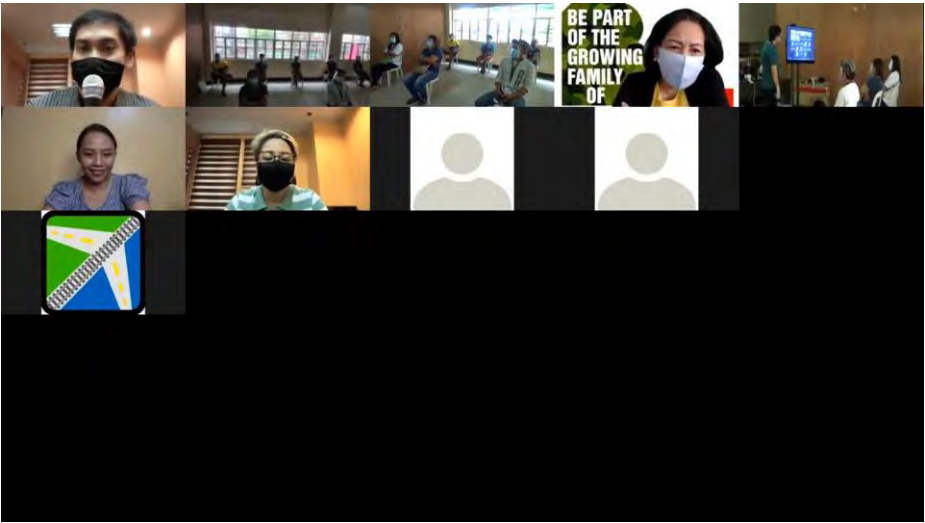 BE PART
OF THE
GROWING
FAMILY
OF